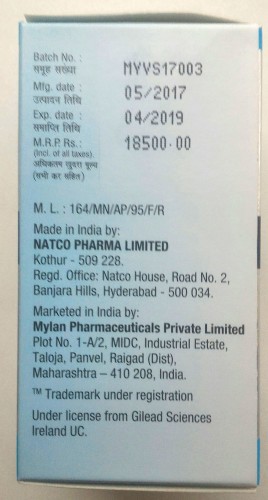 Batch No. :
समूह संख्या
MYVS17003
Mfg. date :
उत्पादन तिथि
05/2017
Exp. date :
समाप्ति तिथि
04/2019
M.R.P. Rs.:
(Incl. of all taxes)
अधिकतम खुदरा मूल्य
(सभी कर सहित)
18500.00
M. L. : 164/MN/AP/95/F/R
Made in India by:
NATCO PHARMA LIMITED
Kothur - 509 228.
Regd. Office: Natco House, Road No. 2,
Banjara Hills, Hyderabad - 500 034.
Marketed in India by:
Mylan Pharmaceuticals Private Limited
Plot No. 1-A/2, MIDC, Industrial Estate,
Taloja, Panvel, Raigad (Dist),
Maharashtra – 410 208, India.
™ Trademark under registration
Under license from Gilead Sciences
Ireland UC.